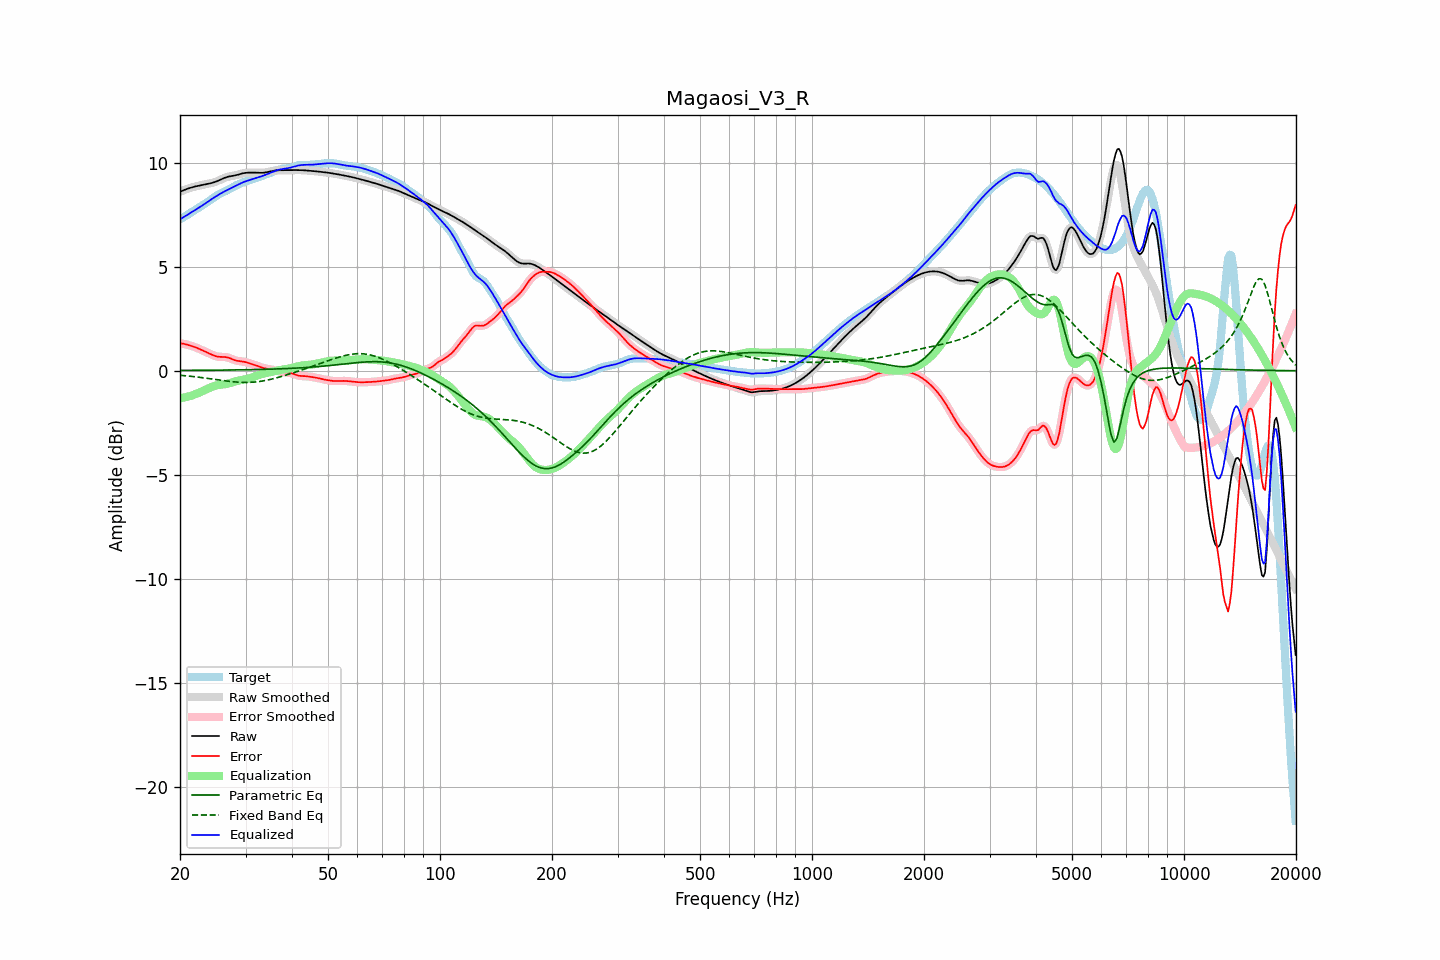 Magaosi_V3_R
10
5
0
−5
−10
−15
−20
Amplitude (dBr)
Target
Raw Smoothed
Error Smoothed
Raw
Error
Equalization
Parametric Eq
Fixed Band Eq
Equalized
20 50 100 200 500 1000 2000 5000 10000 20000
Frequency (Hz)